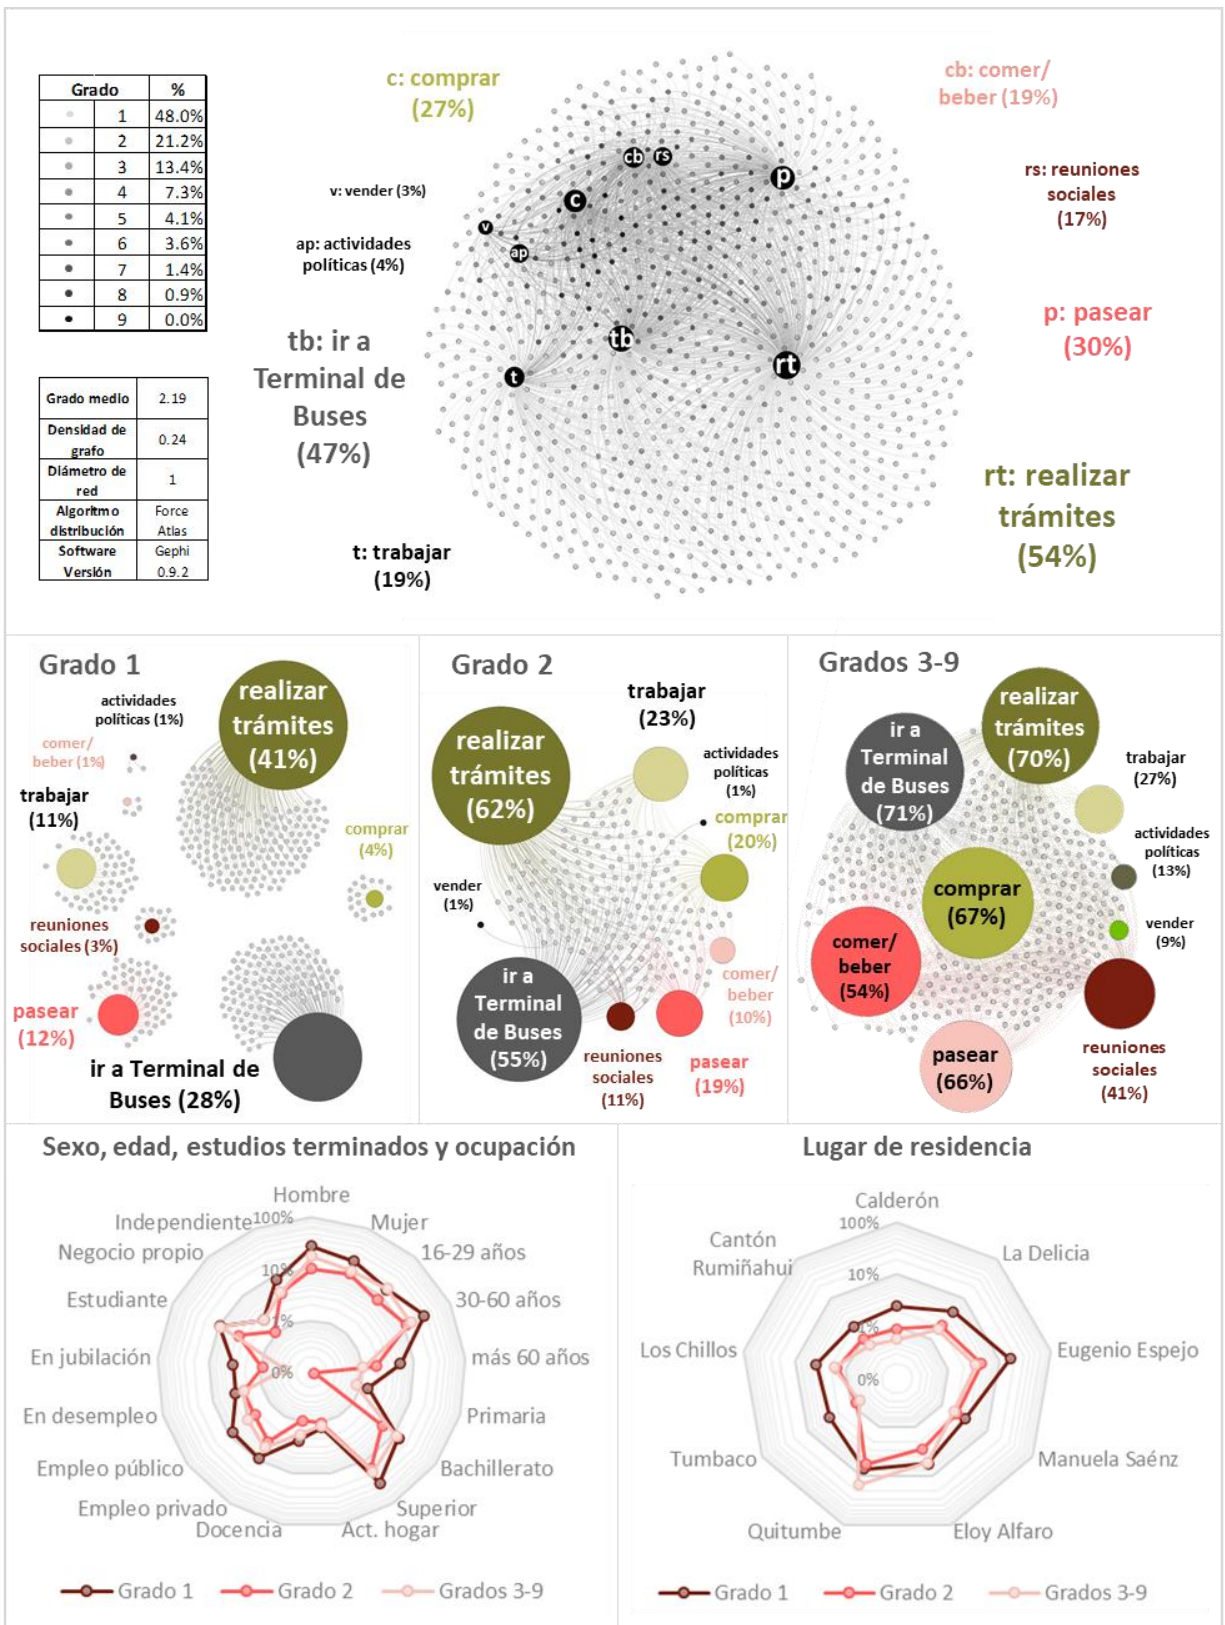 Grado %
1 48.0%
2 21.2%
3 13.4%
4 7.3%
5 4.1%
6 3.6%
7 1.4%
8 0.9%
9 0.0%
Grado medio 2.19
Densidad de
grafo
0.24
Diámetro de
red
1
Algoritmo
distribución
Force
Atlas
Software
Versión
Gephi
0.9.2
c: comprar
(27%)
cb: comer/
beber (19%)
v: vender (3%)
ap: actividades
políticas (4%)
rs: reuniones
sociales
(17%)
tb: ir a
Terminal de
Buses
(47%)
p: pasear
(30%)
t: trabajar
(19%)
rt: realizar
trámites
(54%)
cb
rs
p
c
v
ap
tb
rt
t
Grado 1
actividades
políticas (1%)
realizar
trámites
(41%)
comer/
beber (1%)
trabajar
(11%)
comprar
(4%)
reuniones
sociales (3%)
pasear
(12%)
ir a Terminal de
Buses (28%)
Grado 2
trabajar
(23%)
realizar
trámites
(62%)
actividades
políticas
(1%)
comprar
(20%)
vender
(1%)
comer/
beber
(10%)
ir a
Terminal
de Buses
(55%)
reuniones
sociales
(11%)
pasear
(19%)
Grados 3-9
realizar
trámites
(70%)
ir a
Terminal
de Buses
(71%)
trabajar
(27%)
actividades
políticas
(13%)
comprar
(67%)
vender
(9%)
comer/
beber
(54%)
pasear
(66%)
reuniones
sociales
(41%)
Sexo, edad, estudios terminados y ocupación
Hombre
Mujer
16-29 años
30-60 años
más 60 años
Primaria
Bachillerato
Superior
Act. hogar
Docencia
Empleo privado
Empleo público
En desempleo
En jubilación
Estudiante
Negocio propio
Independiente
100%
10%
1%
0%
Grado 1 Grado 2 Grados 3-9
Lugar de residencia
Calderón
La Delicia
Eugenio Espejo
Manuela Saénz
Eloy Alfaro
Quitumbe
Tumbaco
Los Chillos
Cantón
Rumiñahui
100%
10%
1%
0%
Grado 1 Grado 2 Grados 3-9